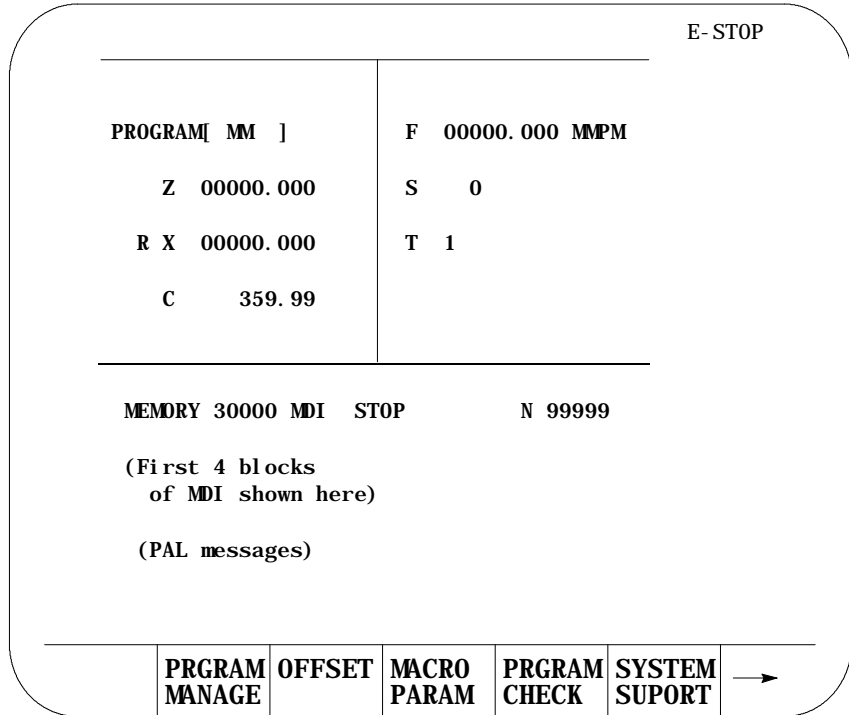 E-STOP
PROGRAM[ MM ]
F 00000.000 MMPM
Z 00000.000
S 0
R X 00000.000
T 1
C 359.99
MEMORY 30000 MDI STOP N 99999
(First 4 blocks
of MDI shown here)
(PAL messages)
PRGRAM MANAGE
OFFSET
MACRO PARAM
PRGRAM CHECK
SYSTEM SUPORT